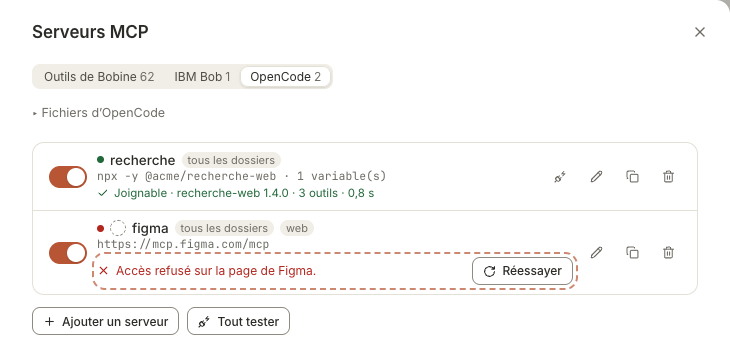 Serveurs MCP
Outils de Bobine 62 IBM Bob 1 OpenCode 2
▸ Fichiers d’OpenCode
recherche tous les dossiers
npx -y @acme/recherche-web · 1 variable(s)
✓ Joignable · recherche-web 1.4.0 · 3 outils · 0,8 s
figma tous les dossiers web
https://mcp.figma.com/mcp
✕ Accès refusé sur la page de Figma. Réessayer
+ Ajouter un serveur Tout tester